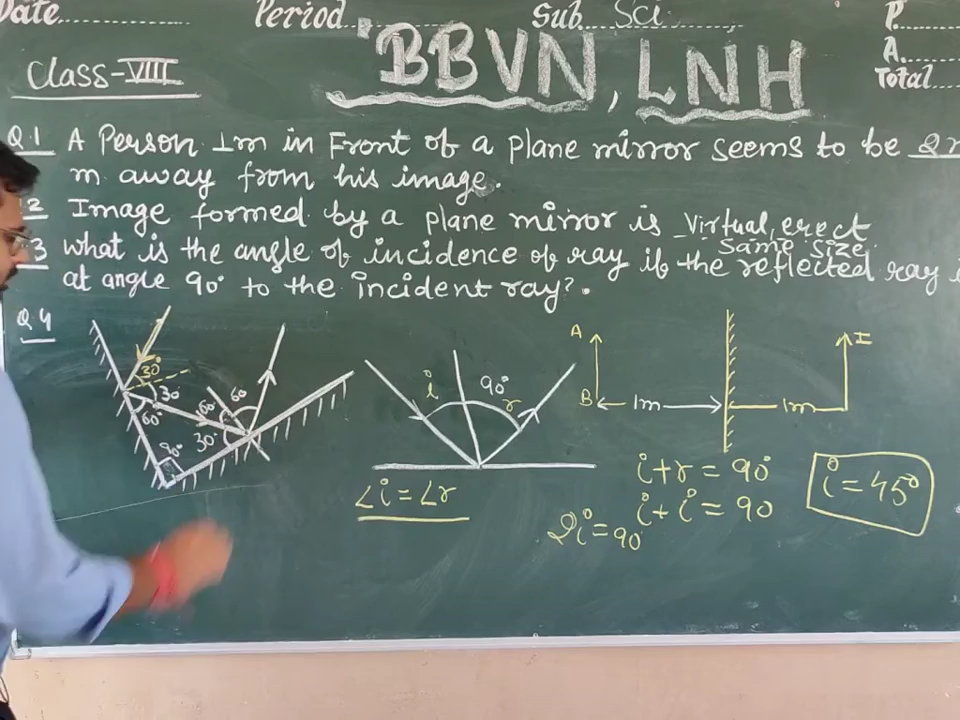 Date Period Sub Sci P.
A.
Total
Class-VIII
BBVN, LNH
Q.1 A Person 1m in Front of a plane mirror seems to be
m away from his image.
2 Image formed by a plane mirror is Virtual, erect
Same Size
3 what is the angle of incidence of ray if the reflected ray
at angle 90° to the incident ray?.
Q4
30°
30°
60°
90°
30°
60°
60
i 90° r
∠i = ∠r
A
B
1m
1m
I
i+r = 90°
i+i = 90
2i = 90
i = 45°